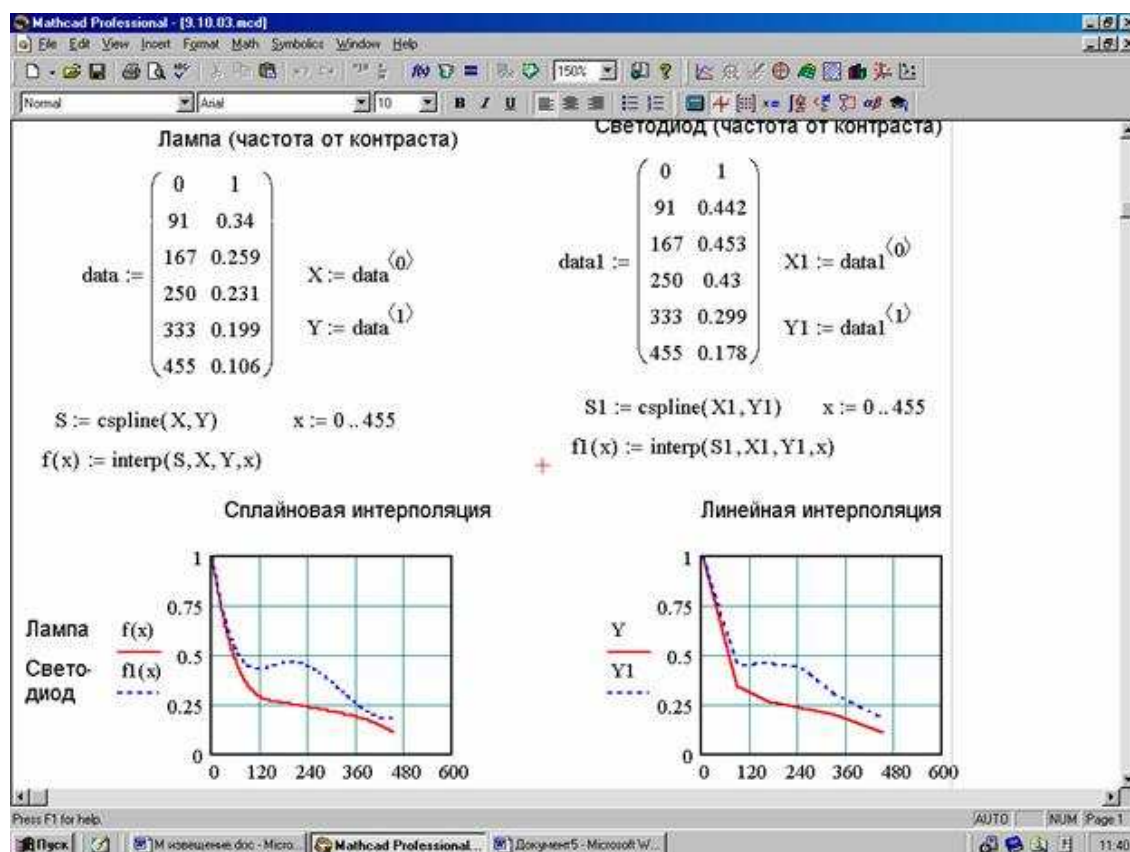 Mathcad Professional - [9.10.03.mcd]
File Edit View Insert Format Math Symbolics Window Help
150%
Normal Arial 10 B I U
Лампа (частота от контраста)
Светодиод (частота от контраста)
data :=
0 1
91 0.34
167 0.259
250 0.231
333 0.199
455 0.106
X := data⟨0⟩
Y := data⟨1⟩
data1 :=
0 1
91 0.442
167 0.453
250 0.43
333 0.299
455 0.178
X1 := data1⟨0⟩
Y1 := data1⟨1⟩
S := cspline(X,Y) x := 0 .. 455
f(x) := interp(S,X,Y,x)
S1 := cspline(X1,Y1) x := 0 .. 455
f1(x) := interp(S1,X1,Y1,x)
Сплайновая интерполяция
1
0.75
0.5
0.25
0
0 120 240 360 480 600
Лампа f(x)
Свето- f1(x)
диод
Линейная интерполяция
1
0.75
0.5
0.25
0
0 120 240 360 480 600
Y
Y1
Press F1 for help.
AUTO NUM Page 1
Пуск
М извещение.doc - Micro...
Mathcad Professional...
Документ5 - Microsoft W...
11:40